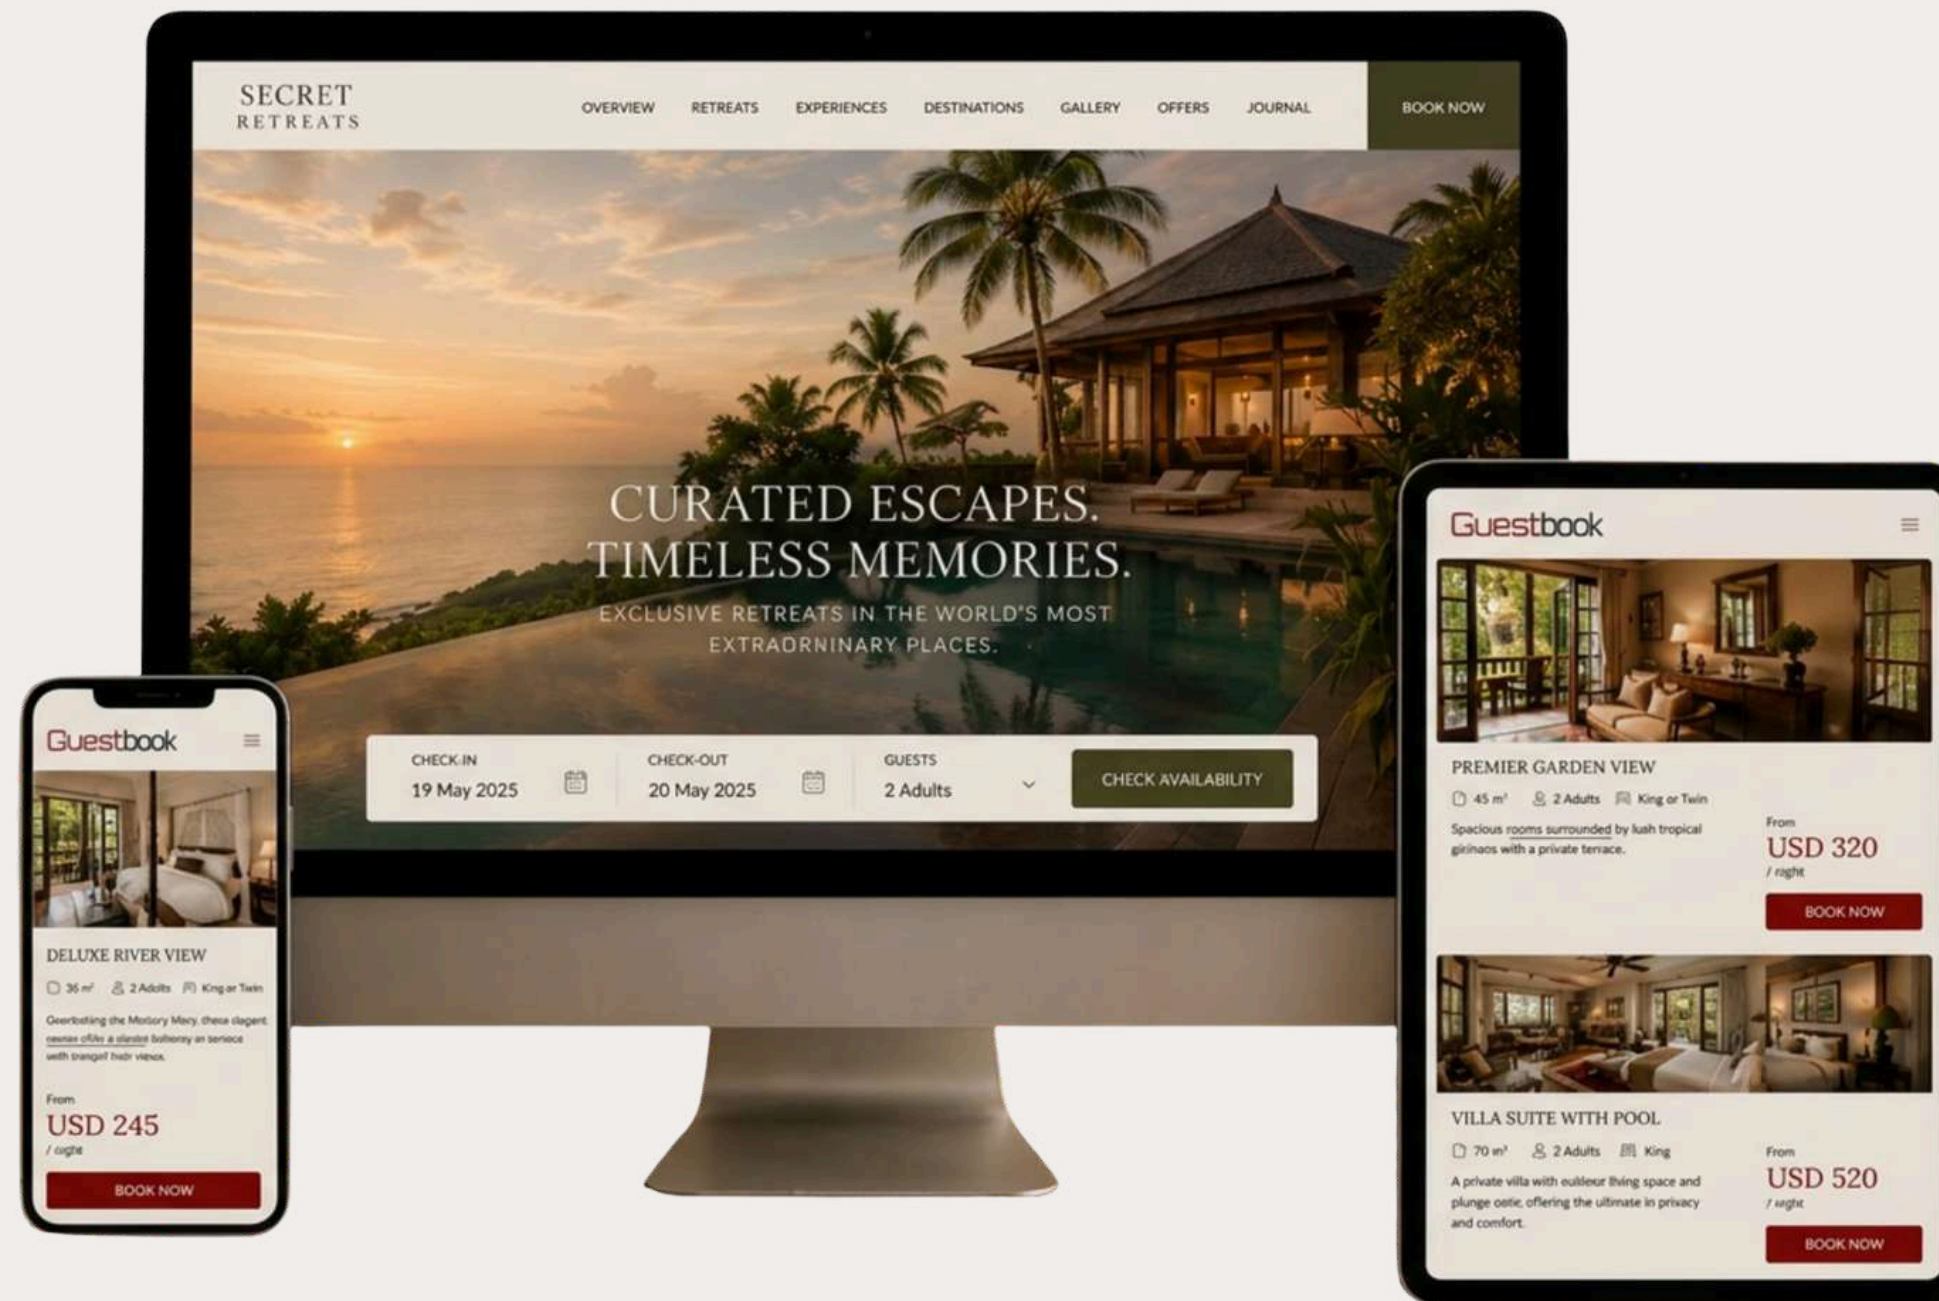 SECRET
RETREATS
OVERVIEW RETREATS EXPERIENCES DESTINATIONS GALLERY OFFERS JOURNAL BOOK NOW
CURATED ESCAPES.
TIMELESS MEMORIES.
EXCLUSIVE RETREATS IN THE WORLD'S MOST
EXTRAORNINARY PLACES.
CHECK-IN
19 May 2025
CHECK-OUT
20 May 2025
GUESTS
2 Adults
CHECK AVAILABILITY
Guestbook
DELUXE RIVER VIEW
35 m² 2 Adults King or Twin
the
a
From
USD 245
/
BOOK NOW
Guestbook
PREMIER GARDEN VIEW
45 m² 2 Adults King or Twin
Spacious rooms surrounded by lush tropical
with a private terrace.
From
USD 320
/
BOOK NOW
VILLA SUITE WITH POOL
70 m² 2 Adults King
A private villa with living space and
plunge offering the ultimate in privacy
and comfort.
From
USD 520
/
BOOK NOW